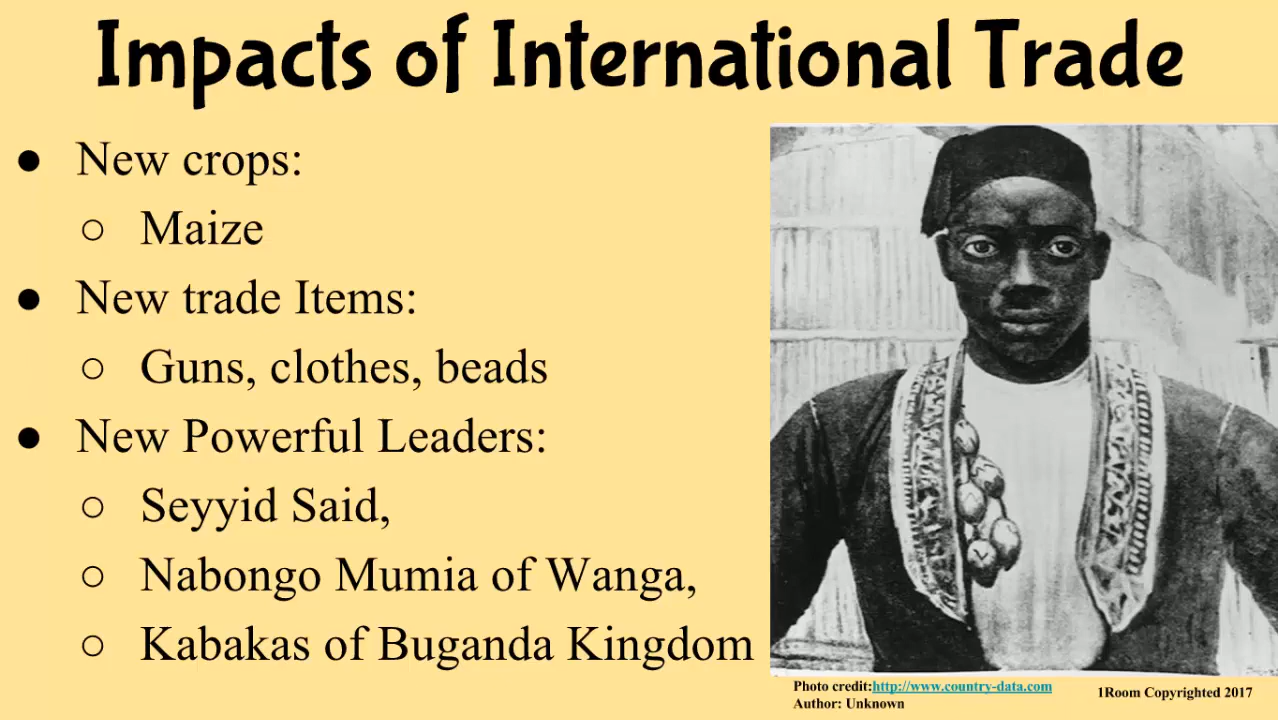 Impacts of International Trade
● New crops:
○ Maize
● New trade Items:
○ Guns, clothes, beads
● New Powerful Leaders:
○ Seyyid Said,
○ Nabongo Mumia of Wanga,
○ Kabakas of Buganda Kingdom
Photo credit:http://www.country-data.com
Author: Unknown
1Room Copyrighted 2017